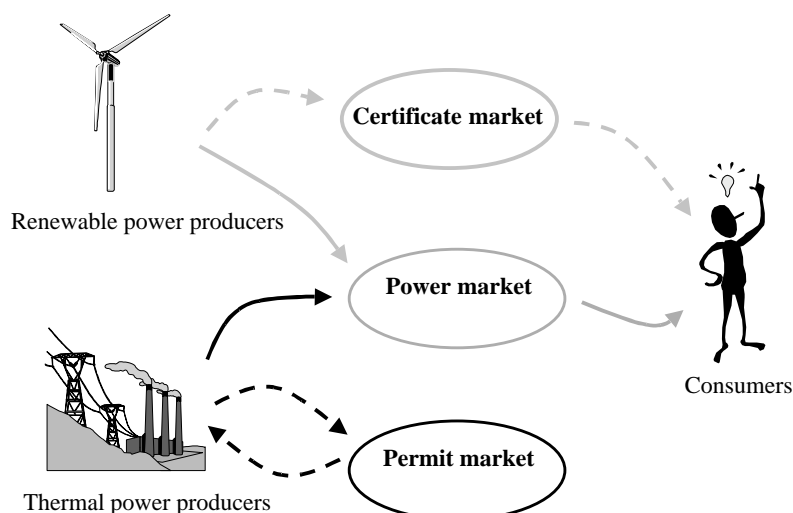 Certificate market
Renewable power producers
Power market
Consumers
Permit market
Thermal power producers